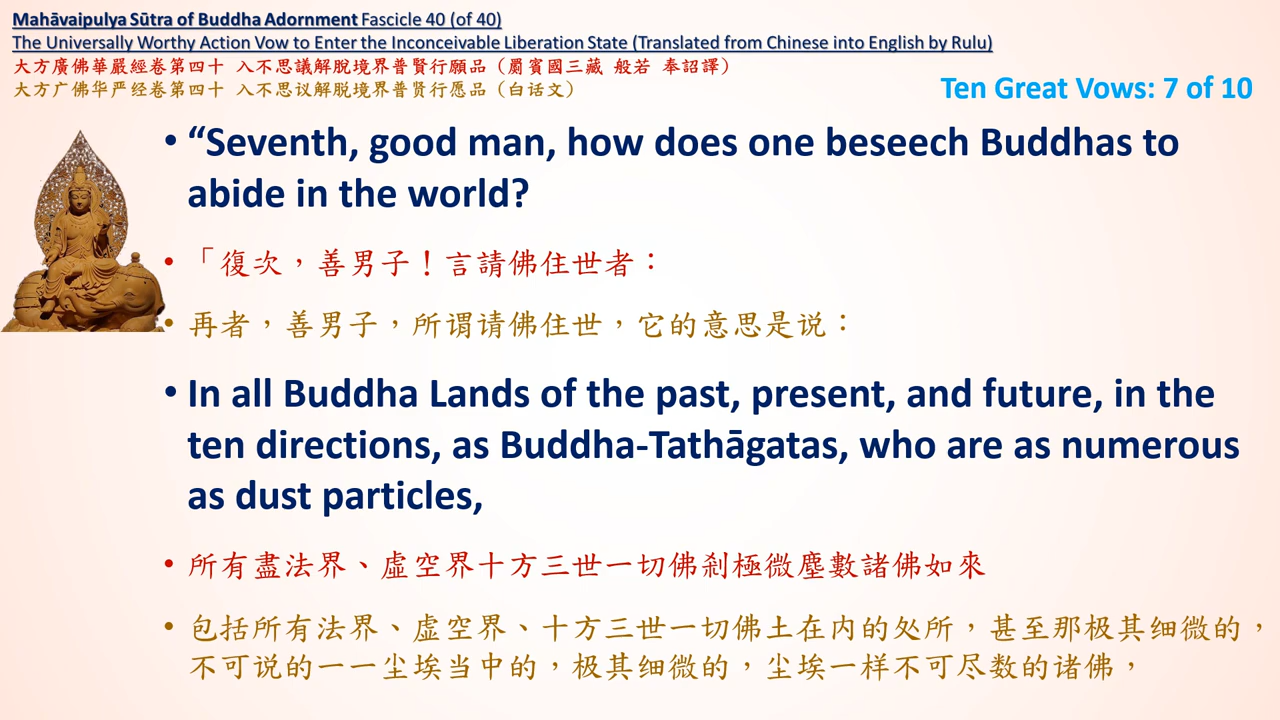 Mahāvaipulya Sūtra of Buddha Adornment Fascicle 40 (of 40)
The Universally Worthy Action Vow to Enter the Inconceivable Liberation State (Translated from Chinese into English by Rulu)
大方廣佛華嚴經卷第四十 入不思議解脫境界普賢行願品（罽賓國三藏 般若 奉詔譯）
大方广佛华严经卷第四十 入不思议解脱境界普贤行愿品（白话文）
Ten Great Vows: 7 of 10
• “Seventh, good man, how does one beseech Buddhas to
abide in the world?
• 「復次，善男子！言請佛住世者：
• 再者，善男子，所谓请佛住世，它的意思是说：
• In all Buddha Lands of the past, present, and future, in the
ten directions, as Buddha-Tathāgatas, who are as numerous
as dust particles,
• 所有盡法界、虛空界十方三世一切佛剎極微塵數諸佛如來
• 包括所有法界、虚空界、十方三世一切佛土在内的处所，甚至那极其细微的，
不可说的一一尘埃当中的，极其细微的，尘埃一样不可尽数的诸佛，